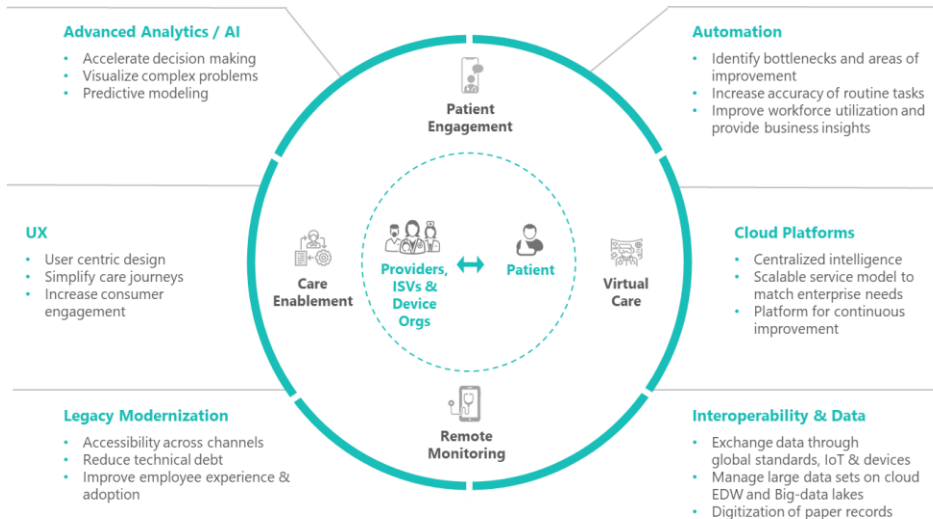 Advanced Analytics / AI
• Accelerate decision making
• Visualize complex problems
• Predictive modeling
Automation
• Identify bottlenecks and areas of
improvement
• Increase accuracy of routine tasks
• Improve workforce utilization and
provide business insights
Patient
Engagement
UX
• User centric design
• Simplify care journeys
• Increase consumer
engagement
Care
Enablement
Providers,
ISVs &
Device
Orgs
Patient
Virtual
Care
Cloud Platforms
• Centralized intelligence
• Scalable service model to
match enterprise needs
• Platform for continuous
improvement
Legacy Modernization
• Accessibility across channels
• Reduce technical debt
• Improve employee experience &
adoption
Remote
Monitoring
Interoperability & Data
• Exchange data through
global standards, IoT & devices
• Manage large data sets on cloud
EDW and Big-data lakes
• Digitization of paper records